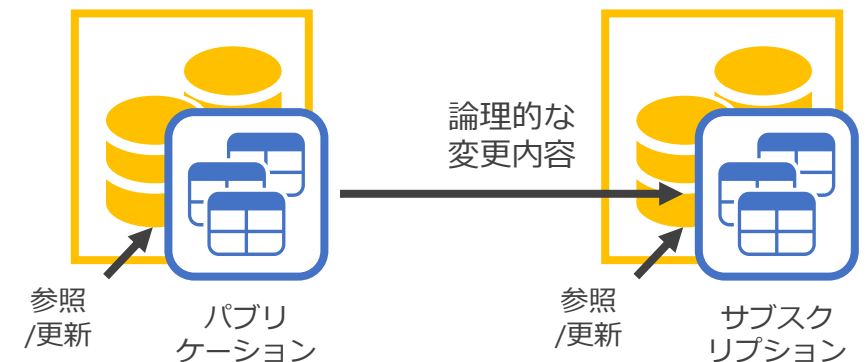 論理的な
変更内容
参照
/更新
パブリ
ケーション
参照
/更新
サブスク
リプション